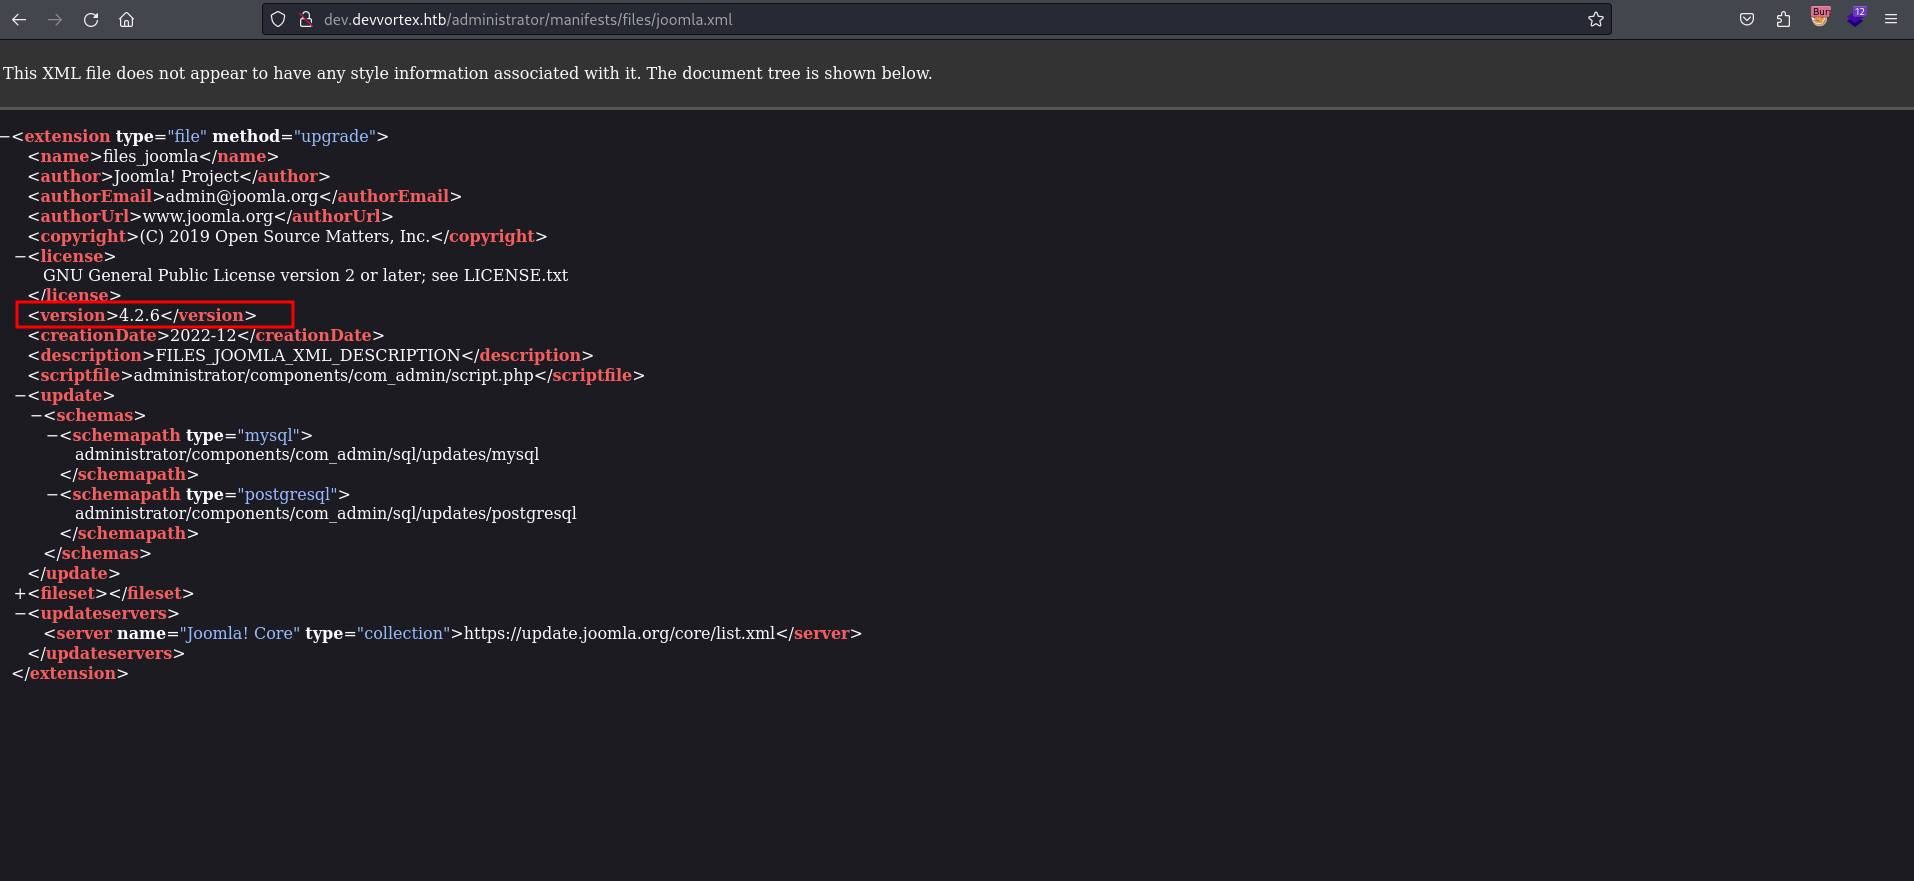 dev.devvortex.htb/administrator/manifests/files/joomla.xml
Burp
12
This XML file does not appear to have any style information associated with it. The document tree is shown below.
−<extension type="file" method="upgrade">
<name>files_joomla</name>
<author>Joomla! Project</author>
<authorEmail>admin@joomla.org</authorEmail>
<authorUrl>www.joomla.org</authorUrl>
<copyright>(C) 2019 Open Source Matters, Inc.</copyright>
−<license>
GNU General Public License version 2 or later; see LICENSE.txt
</license>
<version>4.2.6</version>
<creationDate>2022-12</creationDate>
<description>FILES_JOOMLA_XML_DESCRIPTION</description>
<scriptfile>administrator/components/com_admin/script.php</scriptfile>
−<update>
−<schemas>
−<schemapath type="mysql">
administrator/components/com_admin/sql/updates/mysql
</schemapath>
−<schemapath type="postgresql">
administrator/components/com_admin/sql/updates/postgresql
</schemapath>
</schemas>
</update>
+<fileset></fileset>
−<updateservers>
<server name="Joomla! Core" type="collection">https://update.joomla.org/core/list.xml</server>
</updateservers>
</extension>